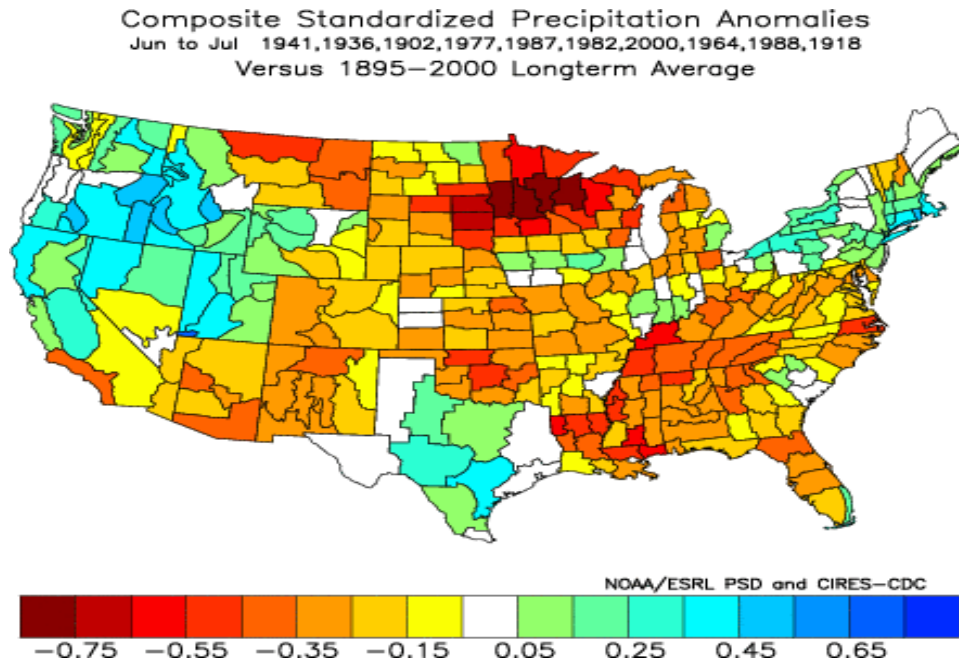 Composite Standardized Precipitation Anomalies
Jun to Jul 1941,1936,1902,1977,1987,1982,2000,1964,1988,1918
Versus 1895-2000 Longterm Average
NOAA/ESRL PSD and CIRES-CDC
-0.75 -0.55 -0.35 -0.15 0.05 0.25 0.45 0.65